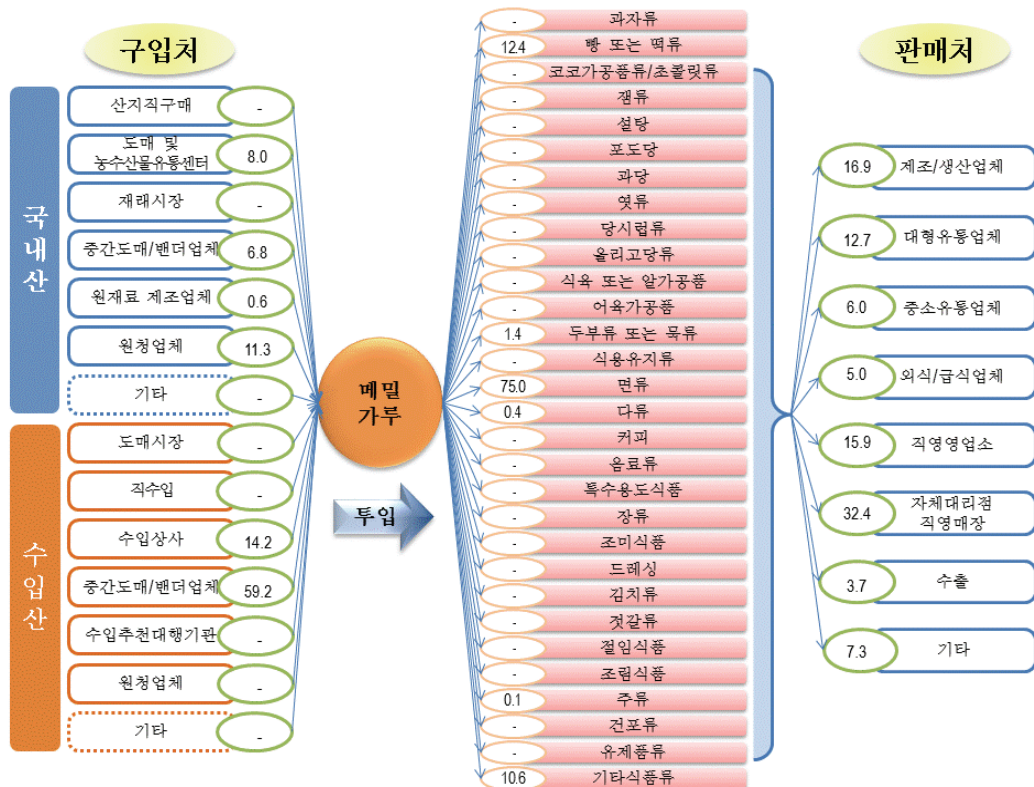 구입처
국내산
산지직구매
-
도매 및
농수산물유통센터
8.0
재래시장
-
중간도매/밴더업체
6.8
원재료 제조업체
0.6
원청업체
11.3
기타
-
수입산
도매시장
-
직수입
-
수입상사
14.2
중간도매/밴더업체
59.2
수입추천대행기관
-
원청업체
-
기타
-
메밀
가루
투입
- 과자류
12.4 빵 또는 떡류
- 코코가공품류/초콜릿류
- 잼류
- 설탕
- 포도당
- 과당
- 엿류
- 당시럽류
- 올리고당류
- 식육 또는 알가공품
- 어육가공품
1.4 두부류 또는 묵류
- 식용유지류
75.0 면류
0.4 다류
- 커피
- 음료류
- 특수용도식품
- 장류
- 조미식품
- 드레싱
- 김치류
- 젓갈류
- 절임식품
- 조림식품
0.1 주류
- 건포류
- 유제품류
10.6 기타식품류
판매처
16.9 제조/생산업체
12.7 대형유통업체
6.0 중소유통업체
5.0 외식/급식업체
15.9 직영영업소
32.4 자체대리점
직영매장
3.7 수출
7.3 기타